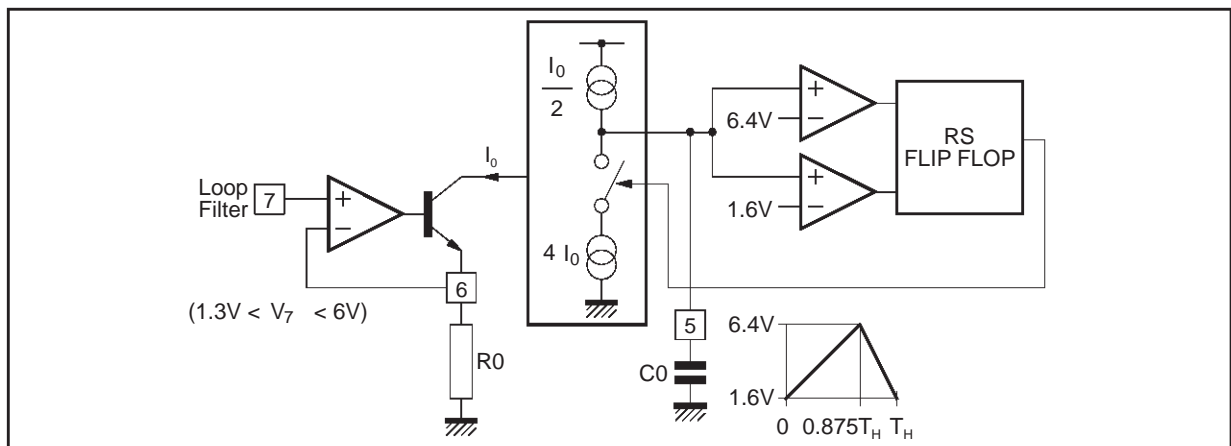 Loop
Filter
7
+
−
I0
(1.3V < V7 < 6V)
6
R0
I0
2
4 I0
5
C0
+
6.4V −
+
1.6V −
RS
FLIP FLOP
6.4V
1.6V
0 0.875TH TH